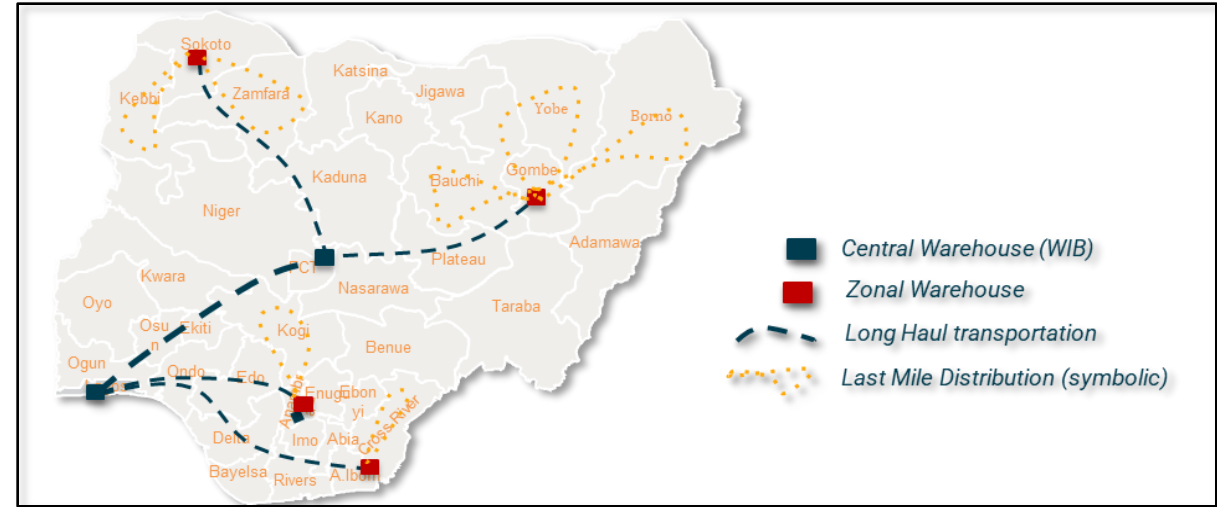 Sokoto
Katsina
Kebbi
Zamfara
Jigawa
Kano
Yobe
Borno
Kaduna
Bauchi
Gombe
Niger
Adamawa
Plateau
Kwara
Nasarawa
Oyo
Taraba
Osu
n
Ekiti
Kogi
Benue
Ogun
Ondo
Edo
Enugu
Ebon
yi
Cross River
Delta
Imo
Abia
Bayelsa
Rivers
A.Ibom
Central Warehouse (WIB)
Zonal Warehouse
Long Haul transportation
Last Mile Distribution (symbolic)